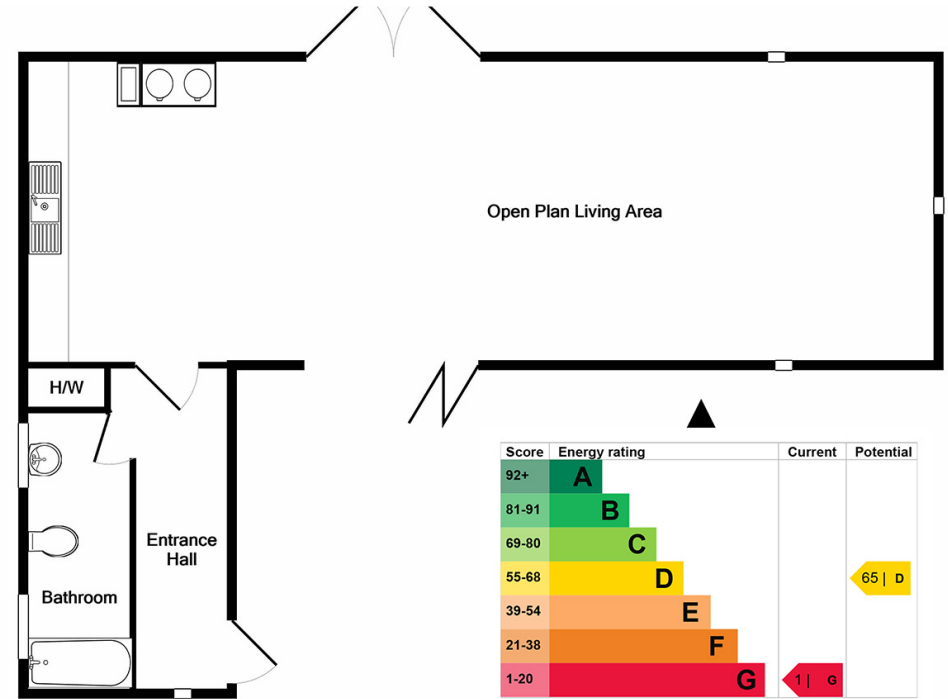 Open Plan Living Area
H/W
Entrance
Hall
Bathroom
Score Energy rating Current Potential
92+ A
81-91 B
69-80 C
55-68 D 65 | D
39-54 E
21-38 F
1-20 G 1 | G